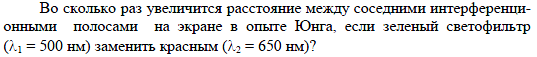 Во сколько раз увеличится расстояние между соседними интерференци-
онными полосами на экране в опыте Юнга, если зеленый светофильтр
(λ₁ = 500 нм) заменить красным (λ₂ = 650 нм)?